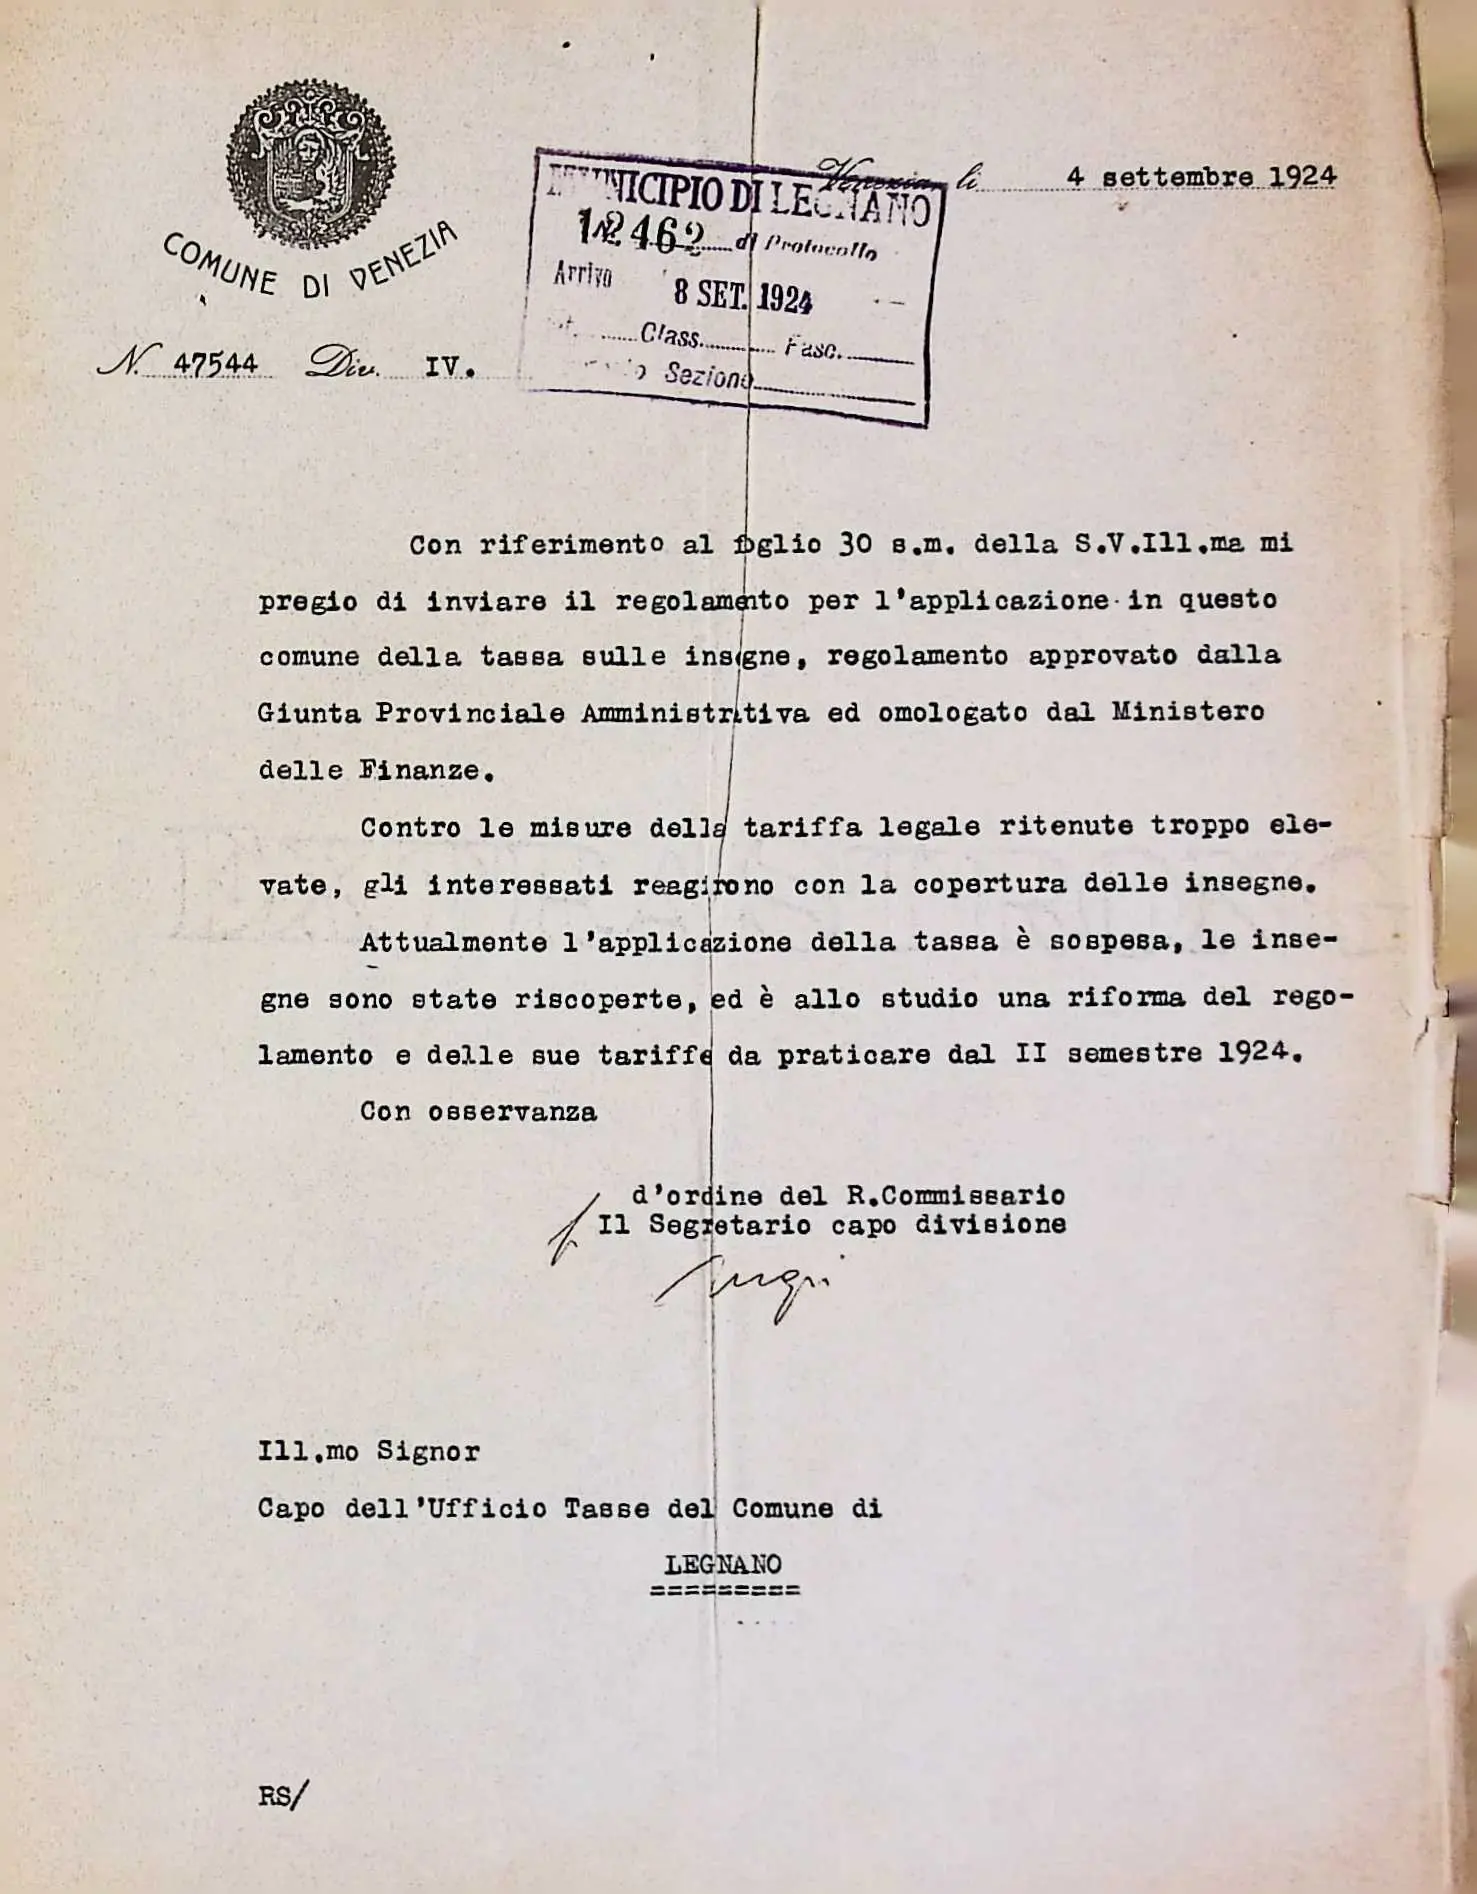 COMUNE DI VENEZIA
Venezia, li 4 settembre 1924
MUNICIPIO DI LEGNANO
N. 12462 di Protocollo
Arrivo 8 SET. 1924
Class. Fasc.
Sezione
N. 47544 Div. IV.
Con riferimento al foglio 30 s.m. della S.V.Ill.ma mi
pregio di inviare il regolamento per l'applicazione in questo
comune della tassa sulle insegne, regolamento approvato dalla
Giunta Provinciale Amministrativa ed omologato dal Ministero
delle Finanze.
Contro le misure della tariffa legale ritenute troppo ele-
vate, gli interessati reagirono con la copertura delle insegne.
Attualmente l'applicazione della tassa è sospesa, le inse-
gne sono state riscoperte, ed è allo studio una riforma del rego-
lamento e delle sue tariffe da praticare dal II semestre 1924.
Con osservanza
d'ordine del R.Commissario
Il Segretario capo divisione
Ill.mo Signor
Capo dell'Ufficio Tasse del Comune di
LEGNANO
=========
RS/